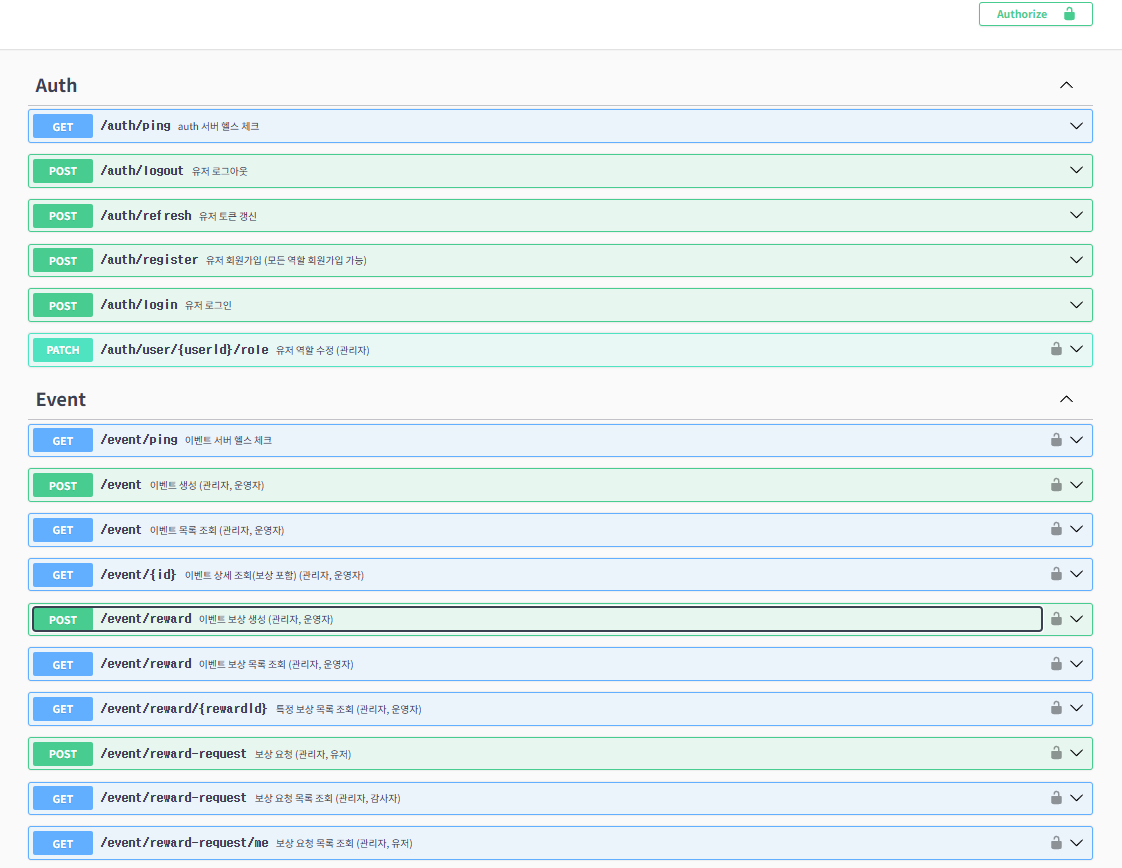 Authorize
Auth
GET /auth/ping auth 서버 헬스 체크
POST /auth/logout 유저 로그아웃
POST /auth/refresh 유저 토큰 갱신
POST /auth/register 유저 회원가입 (모든 역할 회원가입 가능)
POST /auth/login 유저 로그인
PATCH /auth/user/{userId}/role 유저 역할 수정 (관리자)
Event
GET /event/ping 이벤트 서버 헬스 체크
POST /event 이벤트 생성 (관리자, 운영자)
GET /event 이벤트 목록 조회 (관리자, 운영자)
GET /event/{id} 이벤트 상세 조회(보상 포함) (관리자, 운영자)
POST /event/reward 이벤트 보상 생성 (관리자, 운영자)
GET /event/reward 이벤트 보상 목록 조회 (관리자, 운영자)
GET /event/reward/{rewardId} 특정 보상 목록 조회 (관리자, 운영자)
POST /event/reward-request 보상 요청 (관리자, 유저)
GET /event/reward-request 보상 요청 목록 조회 (관리자, 감사자)
GET /event/reward-request/me 보상 요청 목록 조회 (관리자, 유저)